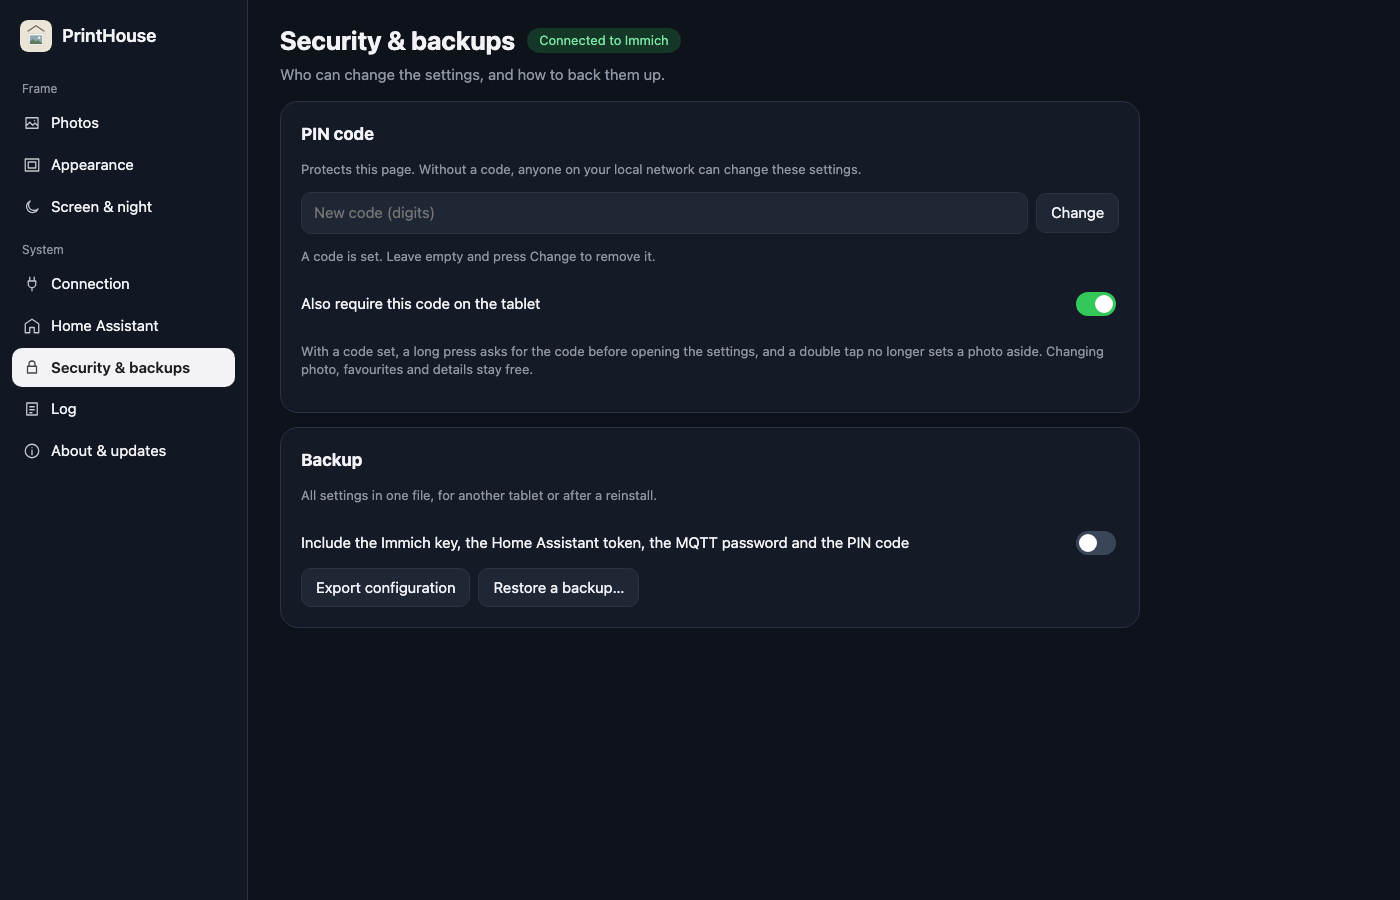 PrintHouse
Frame
Photos
Appearance
Screen & night
System
Connection
Home Assistant
Security & backups
Log
About & updates
Security & backups
Connected to Immich
Who can change the settings, and how to back them up.
PIN code
Protects this page. Without a code, anyone on your local network can change these settings.
New code (digits)
Change
A code is set. Leave empty and press Change to remove it.
Also require this code on the tablet
With a code set, a long press asks for the code before opening the settings, and a double tap no longer sets a photo aside. Changing
photo, favourites and details stay free.
Backup
All settings in one file, for another tablet or after a reinstall.
Include the Immich key, the Home Assistant token, the MQTT password and the PIN code
Export configuration
Restore a backup...